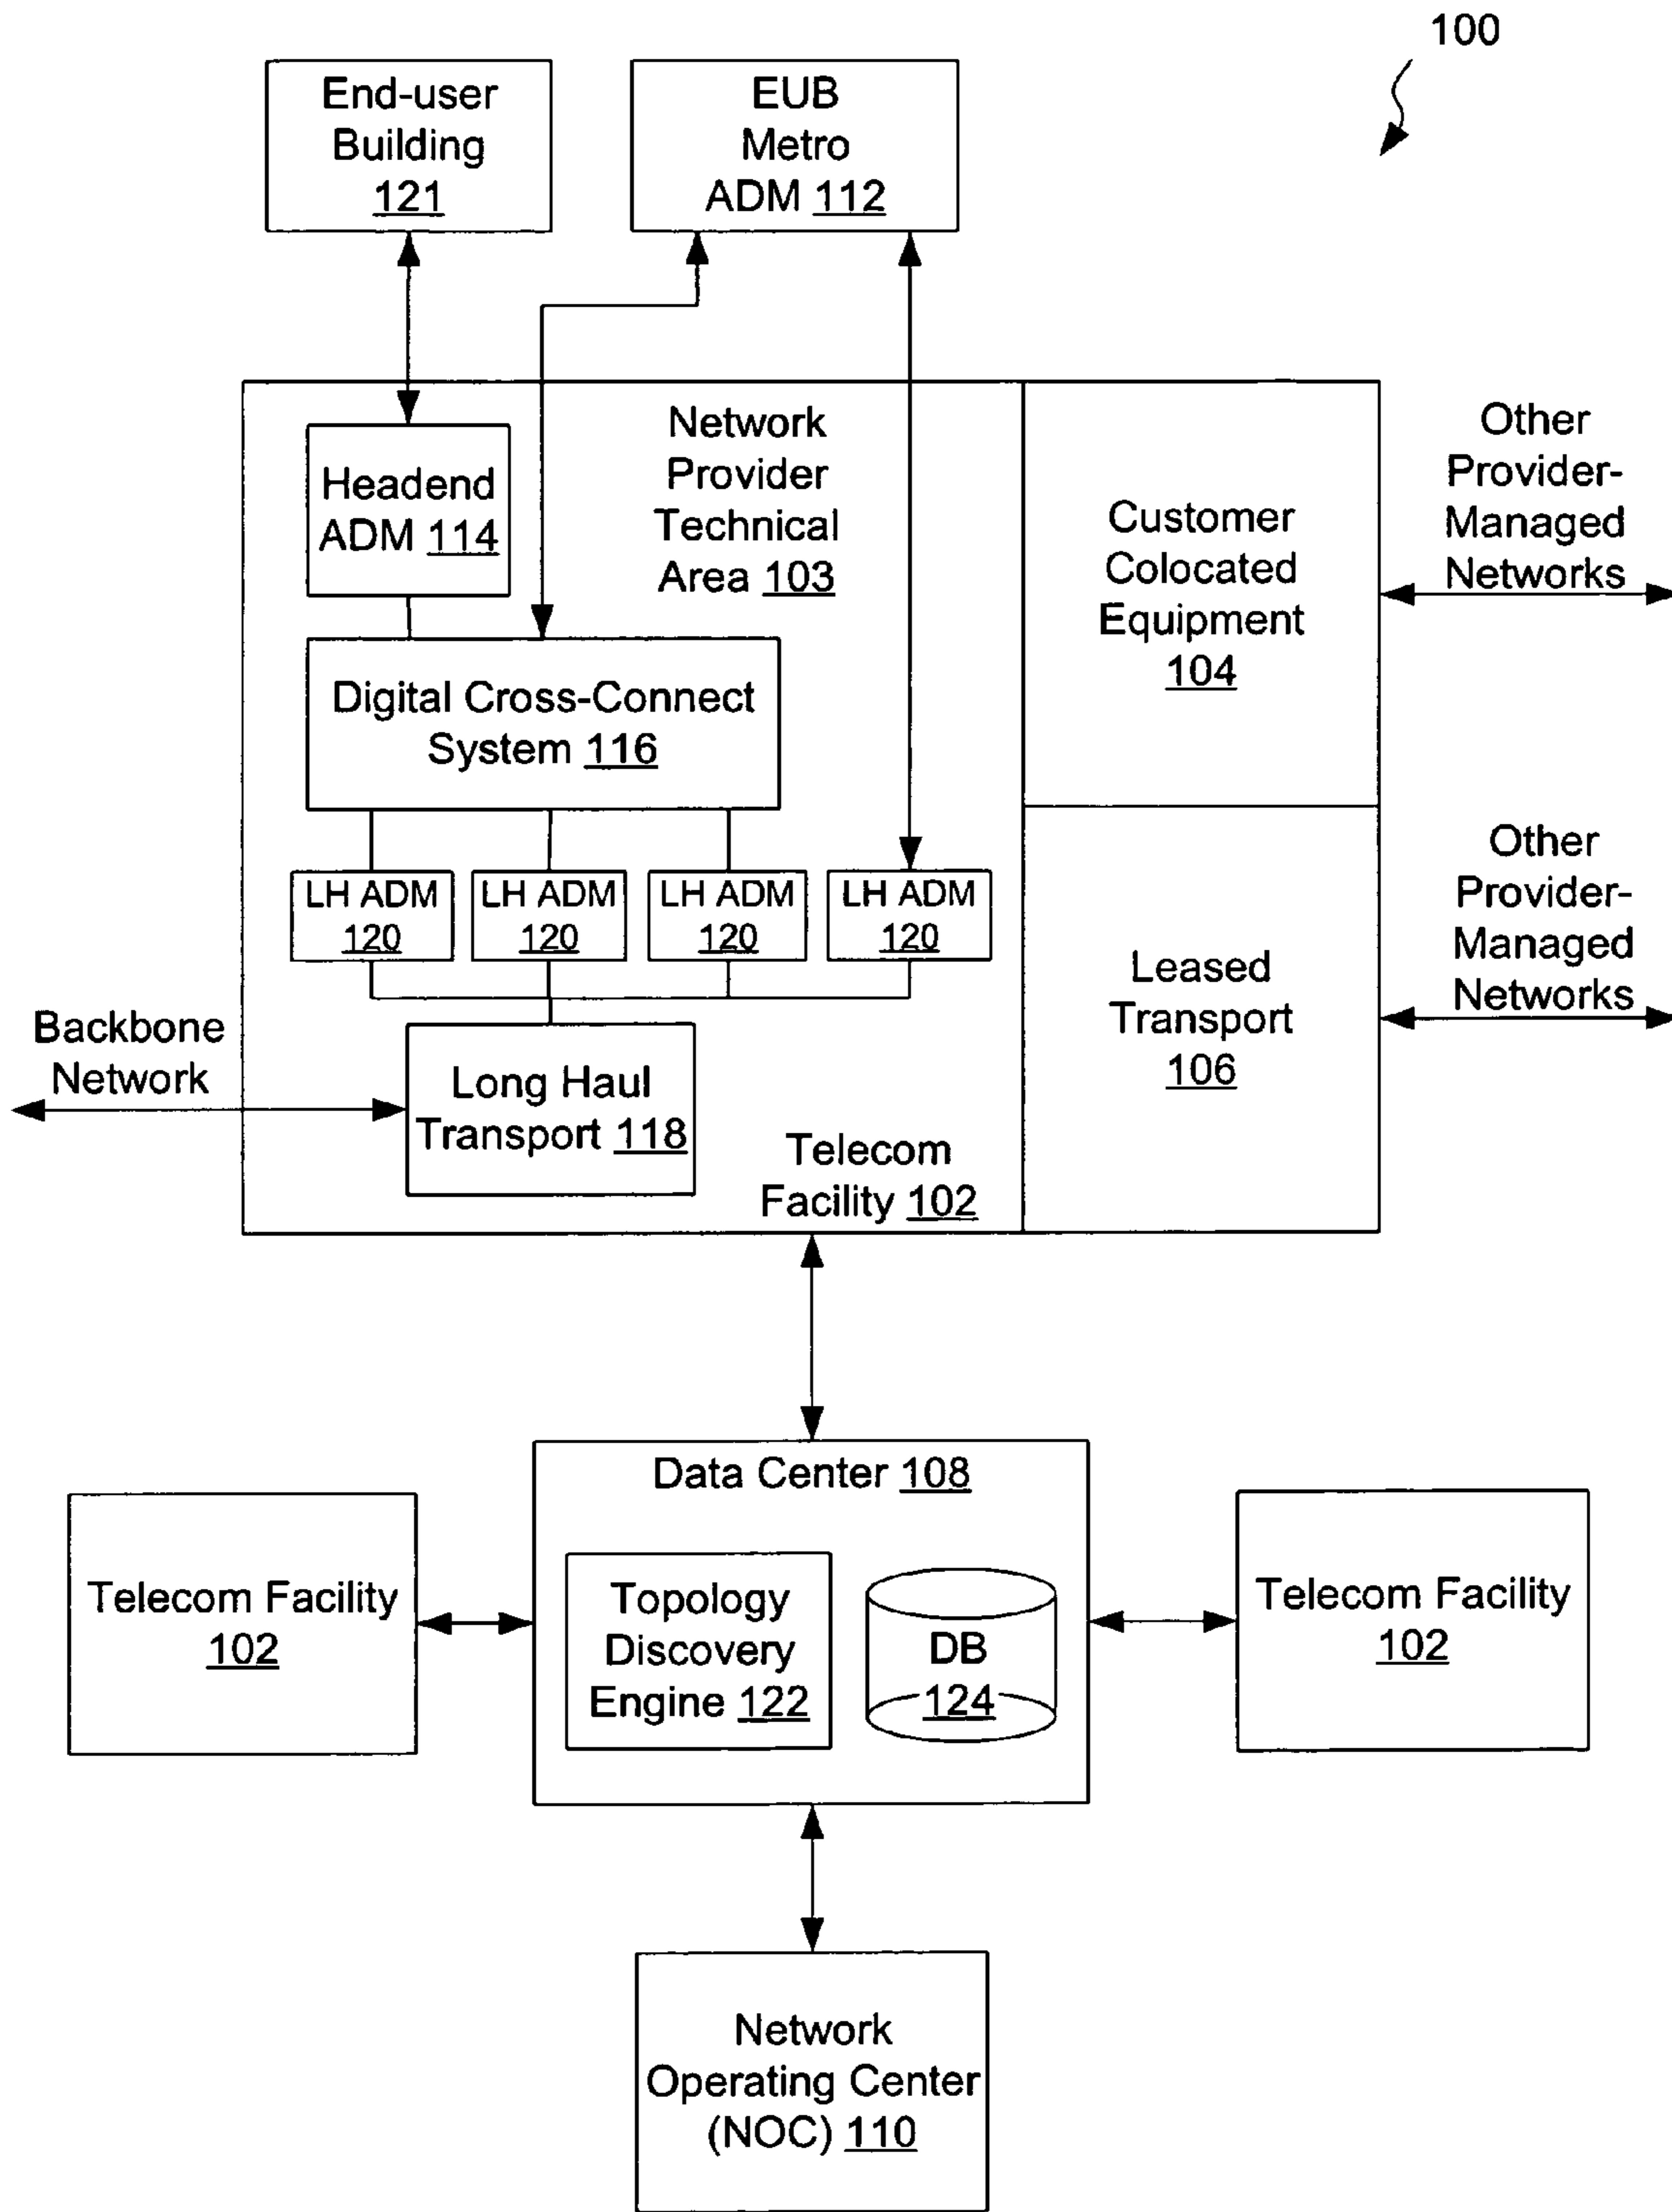 100
End-user
Building
121
EUB
Metro
ADM 112
Network
Provider
Technical
Area 103
Headend
ADM 114
Customer
Colocated
Equipment
104
Other
Provider-
Managed
Networks
Digital Cross-Connect
System 116
LH ADM
120
LH ADM
120
LH ADM
120
LH ADM
120
Leased
Transport
106
Other
Provider-
Managed
Networks
Backbone
Network
Long Haul
Transport 118
Telecom
Facility 102
Data Center 108
Telecom Facility
102
Topology
Discovery
Engine 122
DB
124
Telecom Facility
102
Network
Operating Center
(NOC) 110